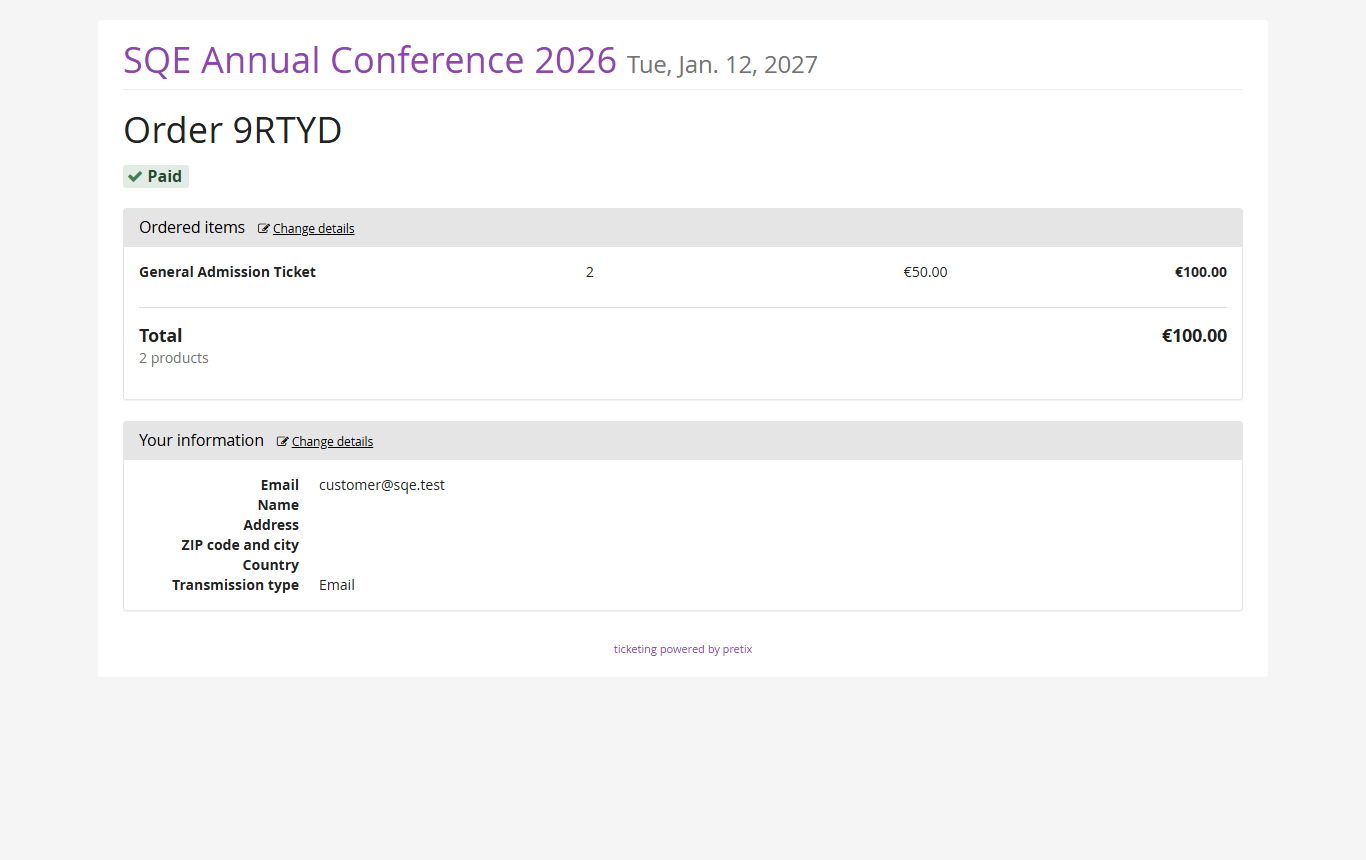 SQE Annual Conference 2026 Tue, Jan. 12, 2027
Order 9RTYD
Paid
Ordered items Change details
General Admission Ticket 2 €50.00 €100.00
Total €100.00
2 products
Your information Change details
Email customer@sqe.test
Name
Address
ZIP code and city
Country
Transmission type Email
ticketing powered by pretix